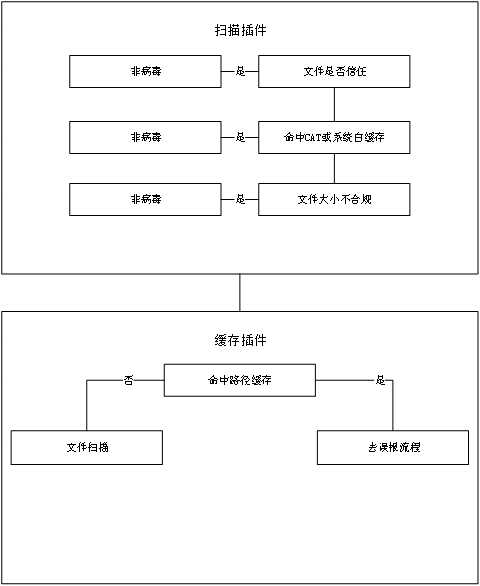 扫描插件
非病毒
是
文件是否信任
非病毒
是
命中CAT或系统白缓存
非病毒
是
文件大小不合规
缓存插件
否
命中路径缓存
是
文件扫描
去误报流程